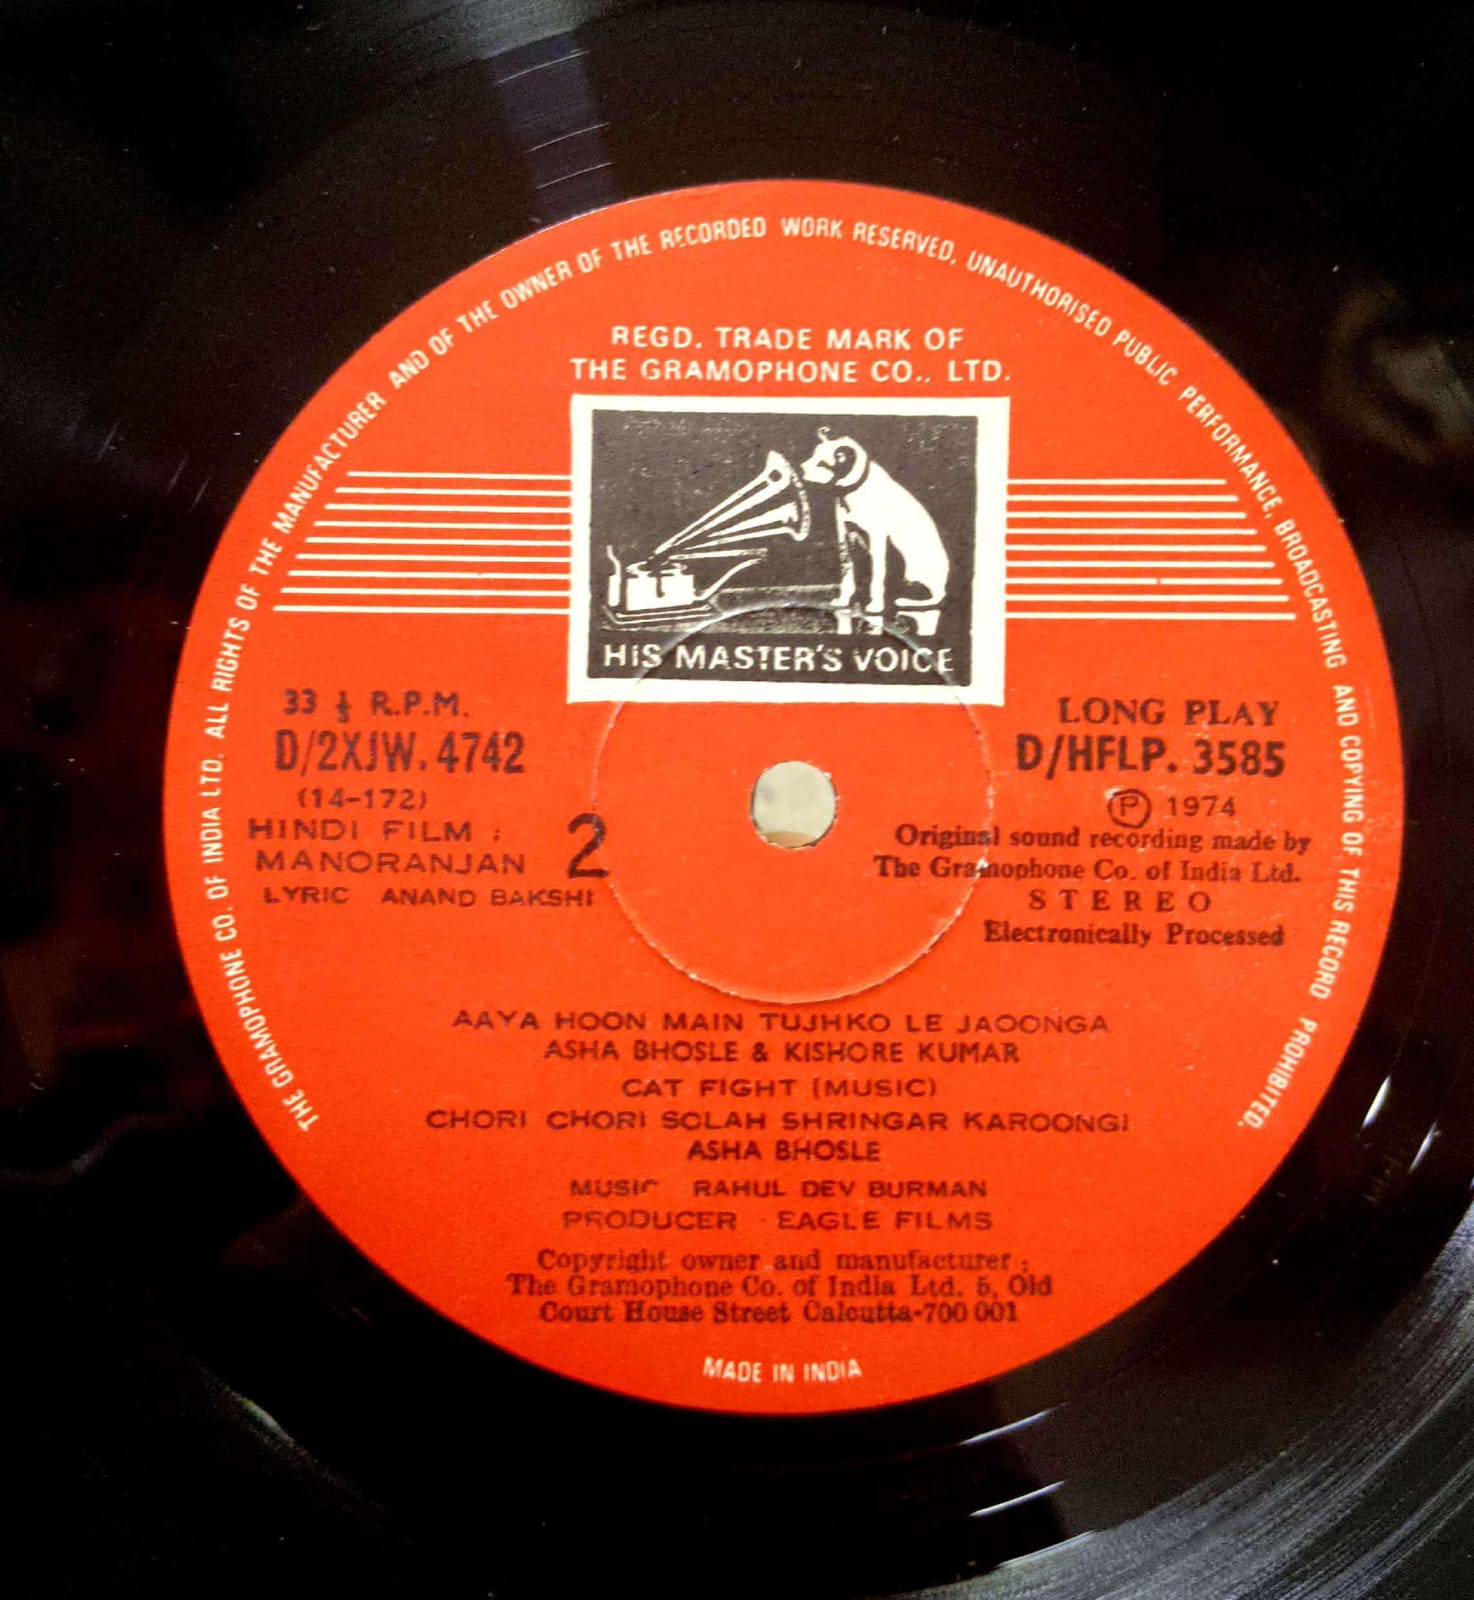 THE GRAMOPHONE CO. OF INDIA LTD. ALL RIGHTS OF THE MANUFACTURER AND OF THE OWNER OF THE RECORDED WORK RESERVED. UNAUTHORISED PUBLIC PERFORMANCE, BROADCASTING AND COPYING OF THIS RECORD PROHIBITED.
REGD. TRADE MARK OF
THE GRAMOPHONE CO., LTD.
HIS MASTER'S VOICE
33 ⅓ R.P.M.
D/2XJW. 4742
(14-172)
HINDI FILM :
MANORANJAN
LYRIC ANAND BAKSHI
2
LONG PLAY
D/HFLP. 3585
Ⓟ 1974
Original sound recording made by
The Gramophone Co. of India Ltd.
STEREO
Electronically Processed
AAYA HOON MAIN TUJHKO LE JAOONGA
ASHA BHOSLE & KISHORE KUMAR
CAT FIGHT (MUSIC)
CHORI CHORI SOLAH SHRINGAR KAROONGI
ASHA BHOSLE
MUSIC RAHUL DEV BURMAN
PRODUCER EAGLE FILMS
Copyright owner and manufacturer :
The Gramophone Co. of India Ltd. 5, Old
Court House Street Calcutta-700 001
MADE IN INDIA